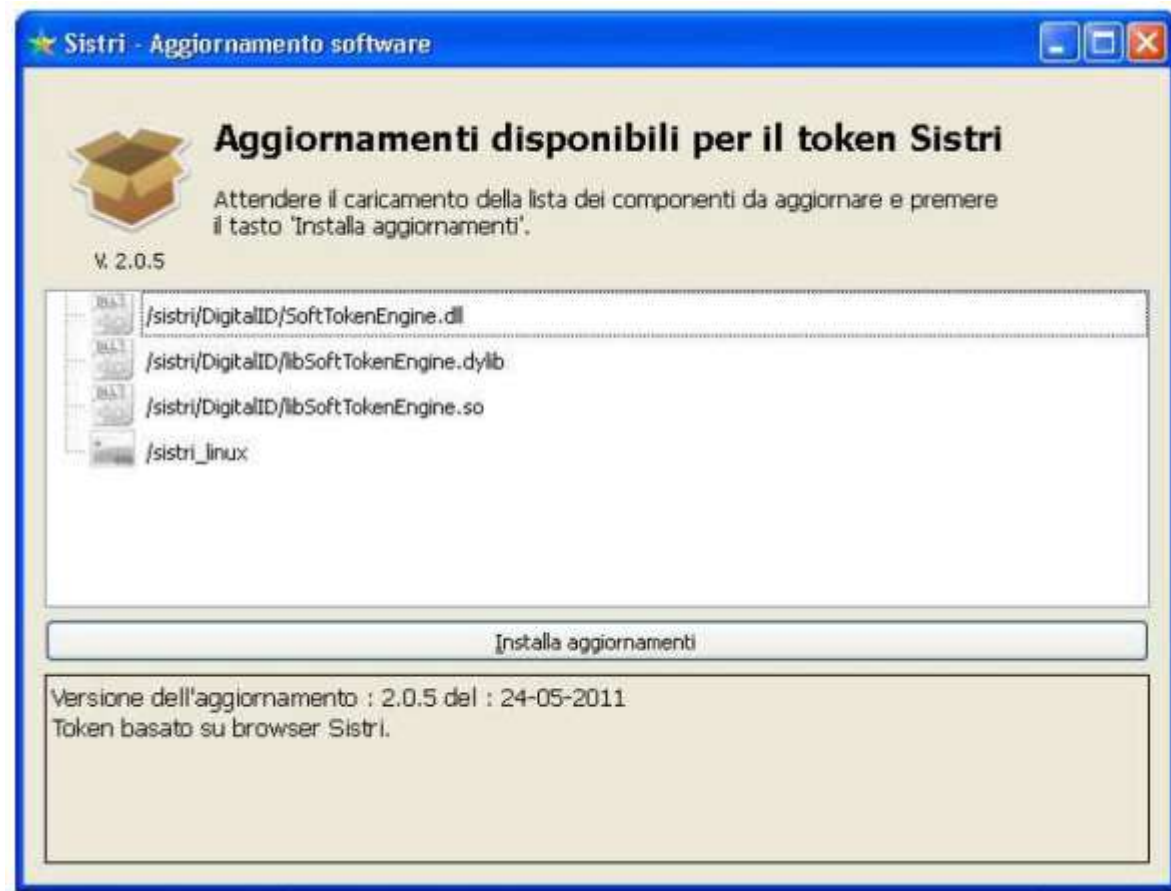 Sistri - Aggiornamento software
Aggiornamenti disponibili per il token Sistri
Attendere il caricamento della lista dei componenti da aggiornare e premere
il tasto 'Installa aggiornamenti'.
V. 2.0.5
/sistri/DigitalID/SoftTokenEngine.dll
/sistri/DigitalID/libSoftTokenEngine.dylib
/sistri/DigitalID/libSoftTokenEngine.so
/sistri_linux
Installa aggiornamenti
Versione dell'aggiornamento : 2.0.5 del : 24-05-2011
Token basato su browser Sistri.